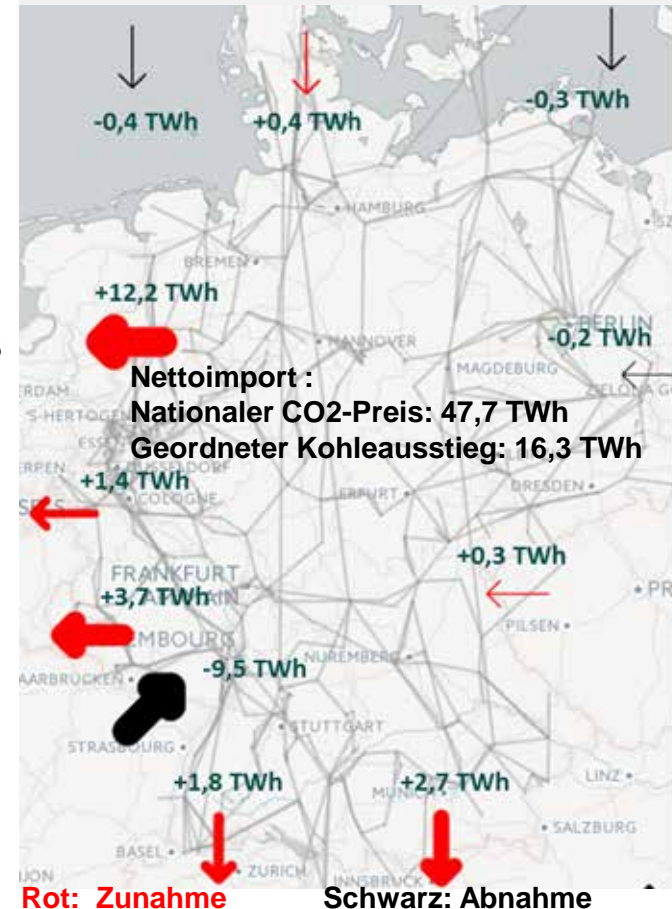 -0,4 TWh
+0,4 TWh
-0,3 TWh
HAMBURG
BREMEN
+12,2 TWh
BERLIN
HANNOVER
-0,2 TWh
MAGDEBURG
Nettoimport :
Nationaler CO2-Preis: 47,7 TWh
Geordneter Kohleausstieg: 16,3 TWh
+1,4 TWh
COLOGNE
ERFURT
DRESDEN
+0,3 TWh
FRANKFURT
+3,7 TWh
PILSEN
NUREMBERG
-9,5 TWh
STUTTGART
STRASBOURG
+1,8 TWh
+2,7 TWh
LINZ
SALZBURG
BASEL
ZURICH
INNSBRUCK
Rot: Zunahme Schwarz: Abnahme